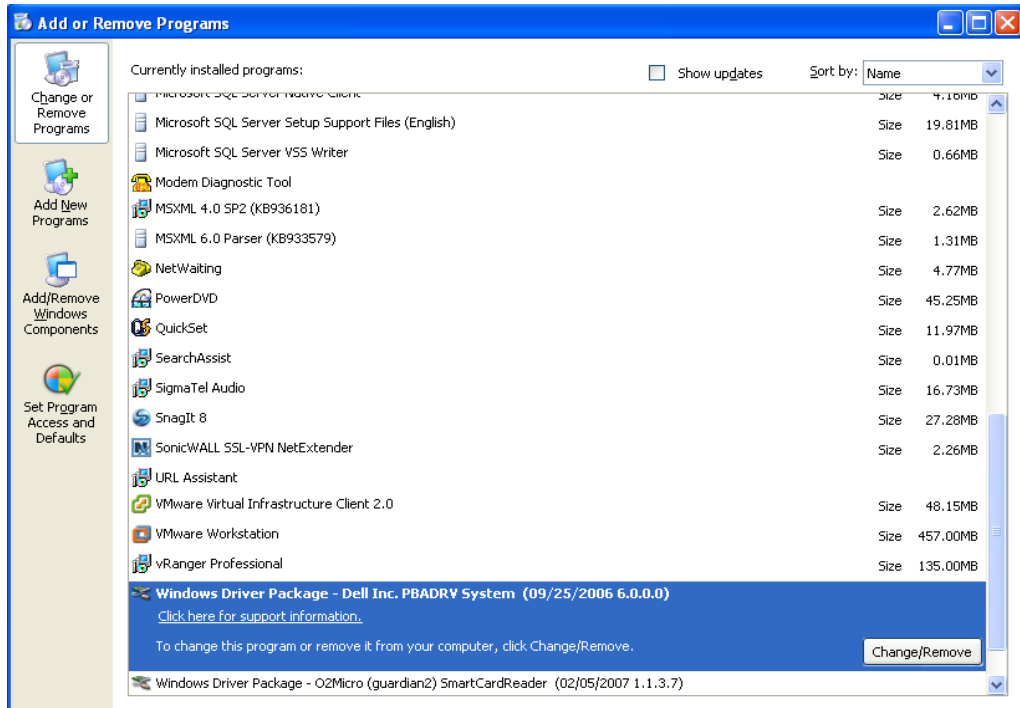 Add or Remove Programs
Change or
Remove
Programs
Add New
Programs
Add/Remove
Windows
Components
Set Program
Access and
Defaults
Currently installed programs:
Show updates
Sort by: Name
Microsoft SQL Server Native Client Size 4.16MB
Microsoft SQL Server Setup Support Files (English) Size 19.81MB
Microsoft SQL Server VSS Writer Size 0.66MB
Modem Diagnostic Tool
MSXML 4.0 SP2 (KB936181) Size 2.62MB
MSXML 6.0 Parser (KB933579) Size 1.31MB
NetWaiting Size 4.77MB
PowerDVD Size 45.25MB
QuickSet Size 11.97MB
SearchAssist Size 0.01MB
SigmaTel Audio Size 16.73MB
SnagIt 8 Size 27.28MB
SonicWALL SSL-VPN NetExtender Size 2.26MB
URL Assistant
VMware Virtual Infrastructure Client 2.0 Size 48.15MB
VMware Workstation Size 457.00MB
vRanger Professional Size 135.00MB
Windows Driver Package - Dell Inc. PBADRV System (09/25/2006 6.0.0.0)
Click here for support information.
To change this program or remove it from your computer, click Change/Remove.
Change/Remove
Windows Driver Package - O2Micro (guardian2) SmartCardReader (02/05/2007 1.1.3.7)